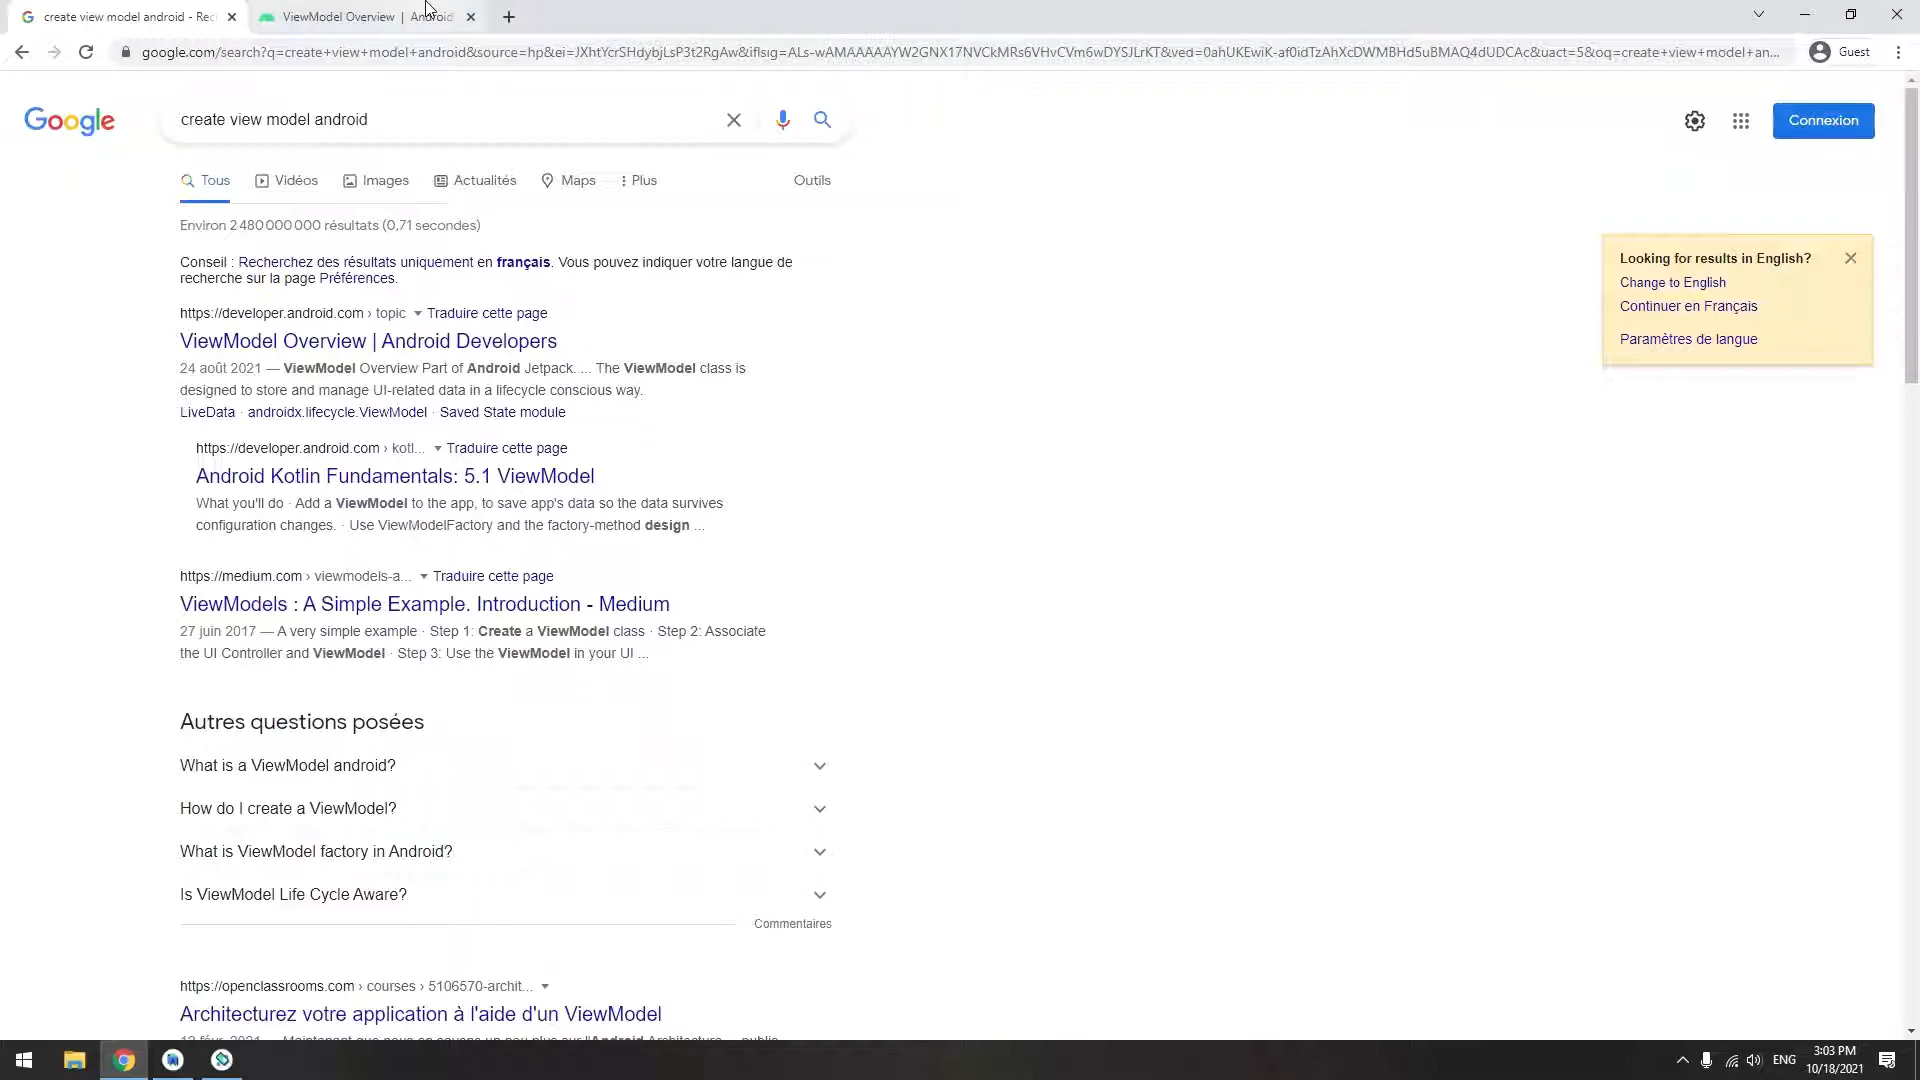 create view model android - Rec
ViewModel Overview | Android
google.com/search?q=create+view+model+android&source=hp&ei=JXhtYcrSHdybjLsP3t2RgAw&iflsig=ALs-wAMAAAAAYW2GNX17NVCkMRs6VHvCVm6wDYSJLrKT&ved=0ahUKEwiK-af0idTzAhXcDWMBHd5uBMAQ4dUDCAc&uact=5&oq=create+view+model+an...
Guest
Google
create view model android
Connexion
Tous
Vidéos
Images
Actualités
Maps
Plus
Outils
Environ 2 480 000 000 résultats (0,71 secondes)
Conseil : Recherchez des résultats uniquement en français. Vous pouvez indiquer votre langue de
recherche sur la page Préférences.
Looking for results in English?
Change to English
Continuer en Français
Paramètres de langue
https://developer.android.com › topic Traduire cette page
ViewModel Overview | Android Developers
24 août 2021 — ViewModel Overview Part of Android Jetpack. ... The ViewModel class is
designed to store and manage UI-related data in a lifecycle conscious way.
LiveData · androidx.lifecycle.ViewModel · Saved State module
https://developer.android.com › kotl... Traduire cette page
Android Kotlin Fundamentals: 5.1 ViewModel
What you'll do · Add a ViewModel to the app, to save app's data so the data survives
configuration changes. · Use ViewModelFactory and the factory-method design ...
https://medium.com › viewmodels-a... Traduire cette page
ViewModels : A Simple Example. Introduction - Medium
27 juin 2017 — A very simple example · Step 1: Create a ViewModel class · Step 2: Associate
the UI Controller and ViewModel · Step 3: Use the ViewModel in your UI ...
Autres questions posées
What is a ViewModel android?
How do I create a ViewModel?
What is ViewModel factory in Android?
Is ViewModel Life Cycle Aware?
Commentaires
https://openclassrooms.com › courses › 5106570-archit...
Architecturez votre application à l'aide d'un ViewModel
ENG
3:03 PM
10/18/2021